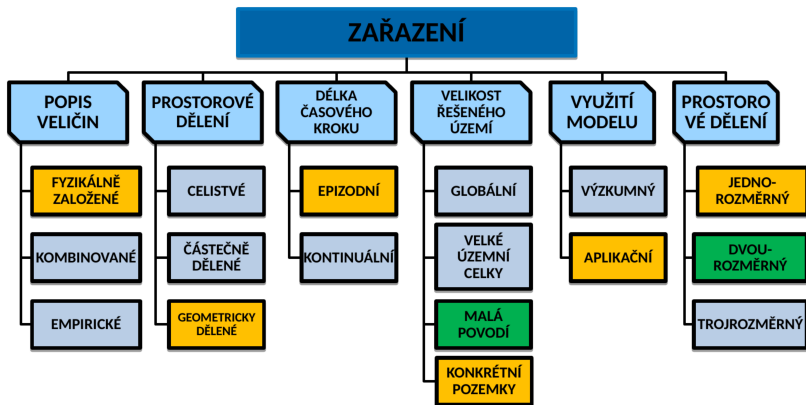 ZAŘAZENÍ
POPIS
VELIČIN
PROSTOROVÉ
DĚLENÍ
DÉLKA
ČASOVÉHO
KROKU
VELIKOST
ŘEŠENÉHO
ÚZEMÍ
VYUŽITÍ
MODELU
PROSTORO
VÉ DĚLENÍ
FYZIKÁLNĚ
ZALOŽENÉ
KOMBINOVANÉ
EMPIRICKÉ
CELISTVÉ
ČÁSTEČNĚ
DĚLENÉ
GEOMETRICKY
DĚLENÉ
EPIZODNÍ
KONTINUÁLNÍ
GLOBÁLNÍ
VELKÉ
ÚZEMNÍ
CELKY
MALÁ
POVODÍ
KONKRÉTNÍ
POZEMKY
VÝZKUMNÝ
APLIKAČNÍ
JEDNO-
ROZMĚRNÝ
DVOU-
ROZMĚRNÝ
TROJROZMĚRNÝ